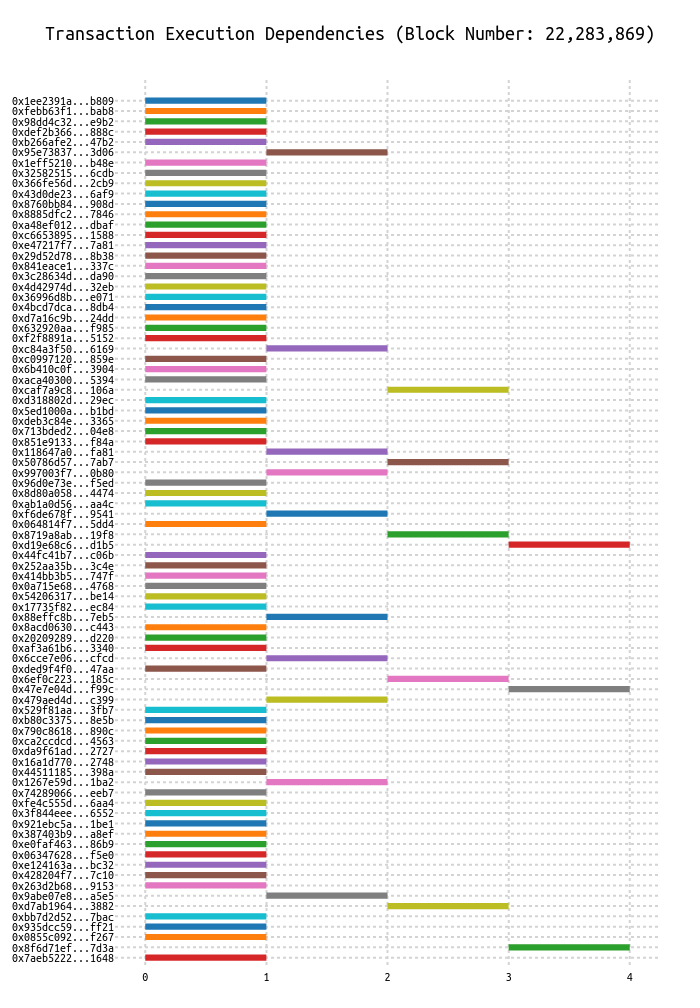 Transaction Execution Dependencies (Block Number: 22,283,869)
0x1ee2391a...b809
0xfebb63f1...bab8
0x98dd4c32...e9b2
0xdef2b366...888c
0xb266afe2...47b2
0x95e73837...3d06
0x1eff5210...b48e
0x32582515...6cdb
0x366fe56d...2cb9
0x43d0de23...6af9
0x8760bb84...908d
0x8885dfc2...7846
0xa48ef012...dbaf
0xc6653895...1588
0xe47217f7...7a81
0x29d52d78...8b38
0x841eace1...337c
0x3c28634d...da90
0x4d42974d...32eb
0x36996d8b...e071
0x4bcd7dca...8db4
0xd7a16c9b...24dd
0x632920aa...f985
0xf2f8891a...5152
0xc84a3f50...6169
0xc0997120...859e
0x6b410c0f...3904
0xaca40300...5394
0xcaf7a9c8...106a
0xd318802d...29ec
0x5ed1000a...b1bd
0xdeb3c84e...3365
0x713bded2...04e8
0x851e9133...f84a
0x118647a0...fa81
0x50786d57...7ab7
0x997003f7...0b80
0x96d0e73e...f5ed
0x8d80a058...4474
0xab1a0d56...aa4c
0xf6de678f...9541
0x064814f7...5dd4
0x8719a8ab...19f8
0xd19e68c6...d1b5
0x44fc41b7...c06b
0x252aa35b...3c4e
0x414bb3b5...747f
0x0a715e68...4768
0x54206317...be14
0x17735f82...ec84
0x88effc8b...7eb5
0x8acd0630...c443
0x20209289...d220
0xaf3a61b6...3340
0x6cce7e06...cfcd
0xded9f4f0...47aa
0x6ef0c223...185c
0x47e7e04d...f99c
0x479aed4d...c399
0x529f81aa...3fb7
0xb80c3375...8e5b
0x790c8618...890c
0xca2ccdcd...4563
0xda9f61ad...2727
0x16a1d770...2748
0x44511185...398a
0x1267e59d...1ba2
0x74289066...eeb7
0xfe4c555d...6aa4
0x3f844eee...6552
0x921ebc5a...1be1
0x387403b9...a8ef
0xe0faf463...86b9
0x06347628...f5e0
0xe124163a...bc32
0x428204f7...7c10
0x263d2b68...9153
0x9abe07e8...a5e5
0xd7ab1964...3882
0xbb7d2d52...7bac
0x935dcc59...ff21
0x0855c092...f267
0x8f6d71ef...7d3a
0x7aeb5222...1648
0 1 2 3 4